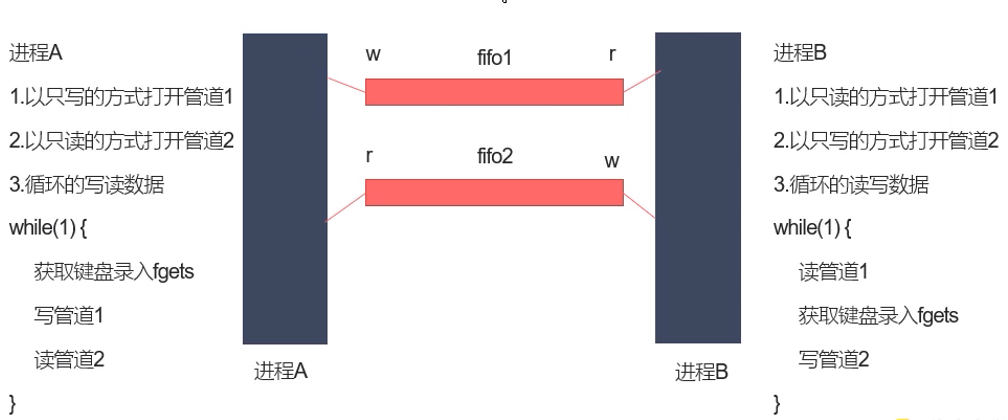 进程A
1.以只写的方式打开管道1
2.以只读的方式打开管道2
3.循环的写读数据
while(1) {
获取键盘录入fgets
写管道1
读管道2
}
w fifo1 r
r fifo2 w
进程A
进程B
进程B
1.以只读的方式打开管道1
2.以只写的方式打开管道2
3.循环的读写数据
while(1) {
读管道1
获取键盘录入fgets
写管道2
}